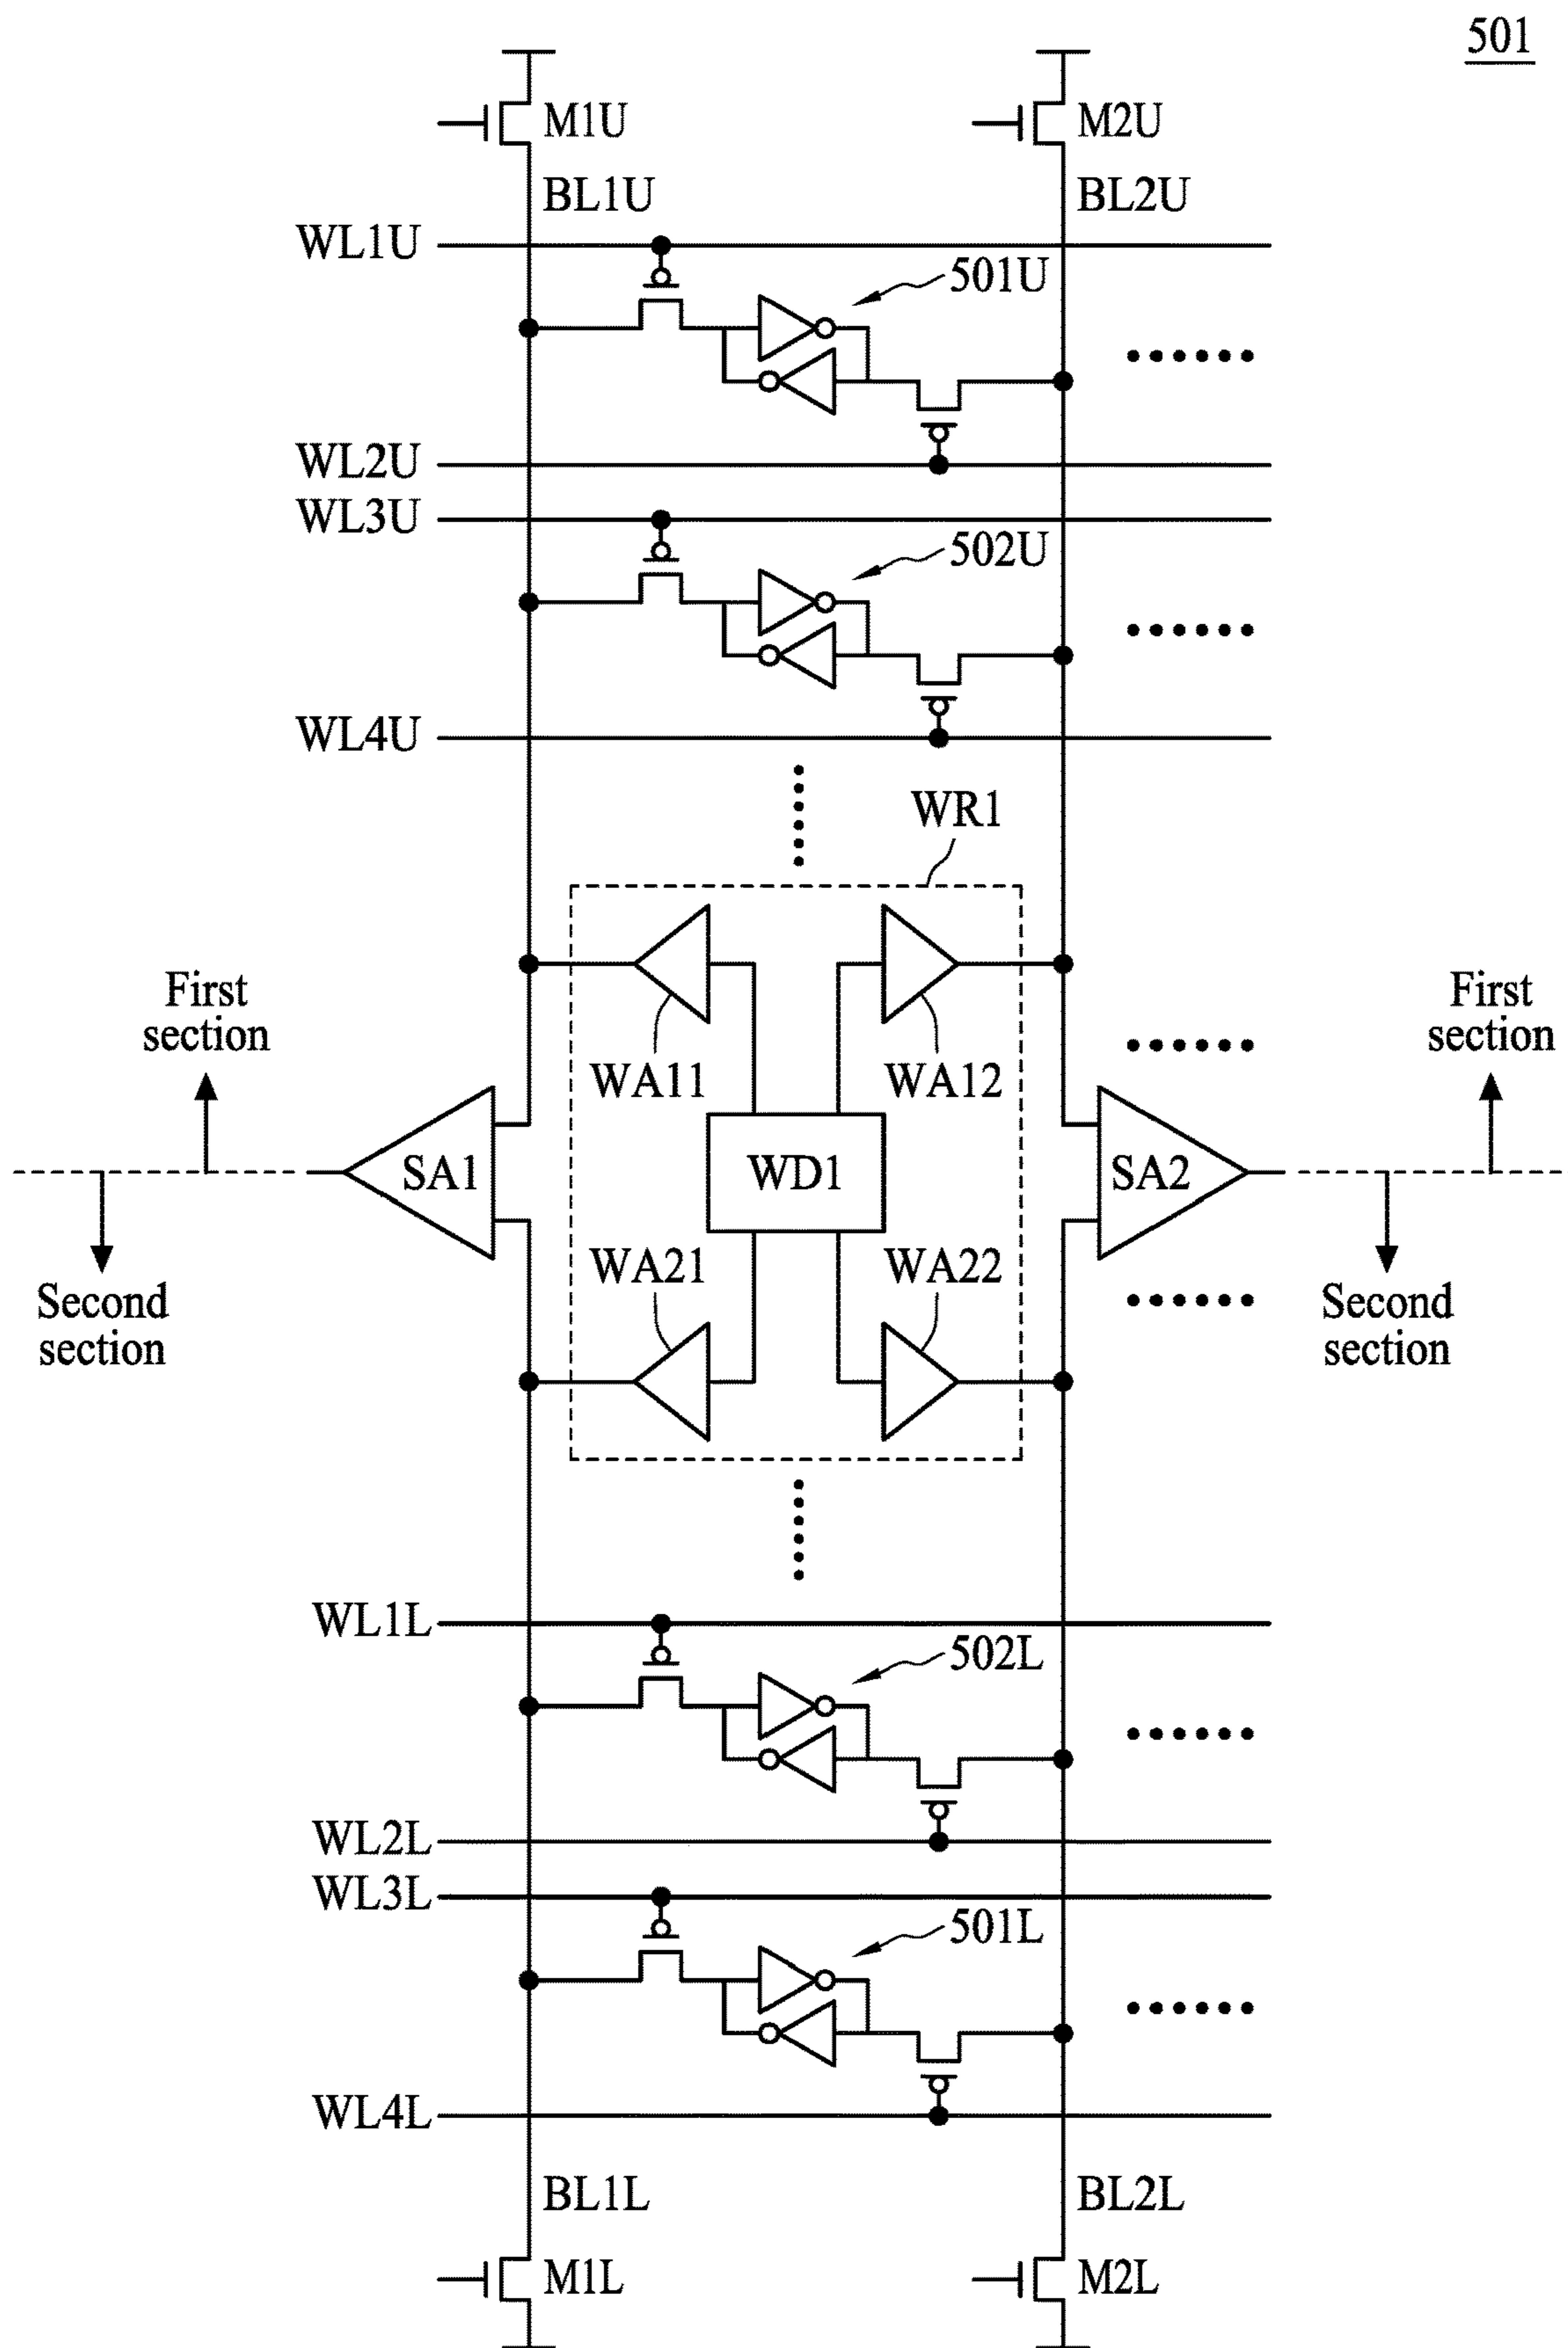 501
M1U
M2U
BL1U
BL2U
WL1U
501U
WL2U
WL3U
502U
WL4U
WR1
First
section
First
section
WA11
WA12
SA1
WD1
SA2
WA21
WA22
Second
section
Second
section
WL1L
502L
WL2L
WL3L
501L
WL4L
BL1L
BL2L
M1L
M2L